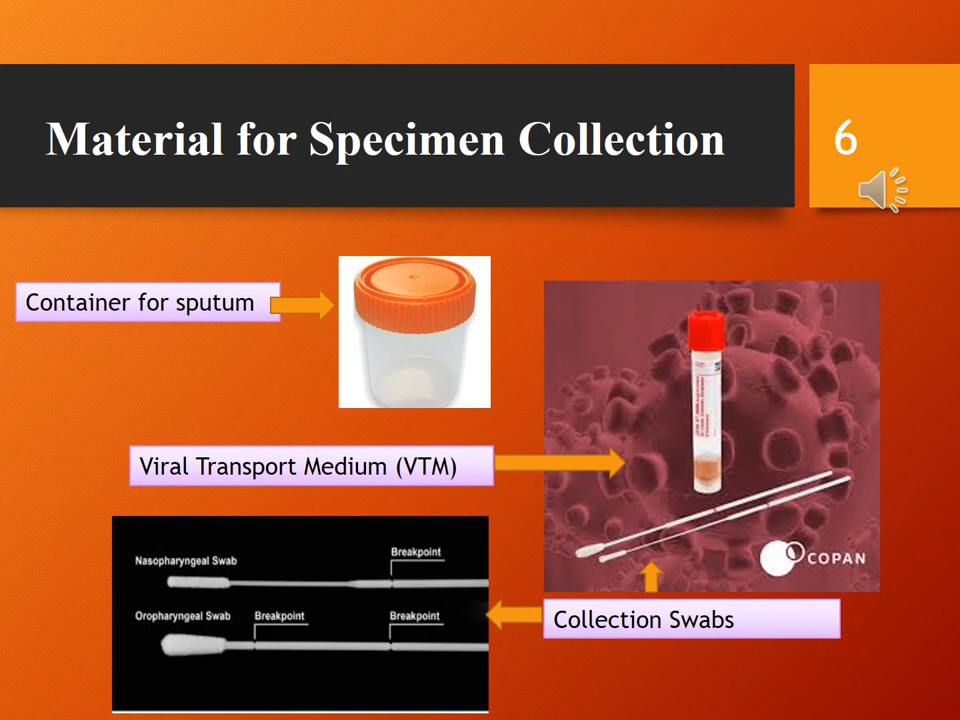 Material for Specimen Collection
6
Container for sputum
Viral Transport Medium (VTM)
COPAN
Nasopharyngeal Swab
Breakpoint
Oropharyngeal Swab
Breakpoint
Breakpoint
Collection Swabs